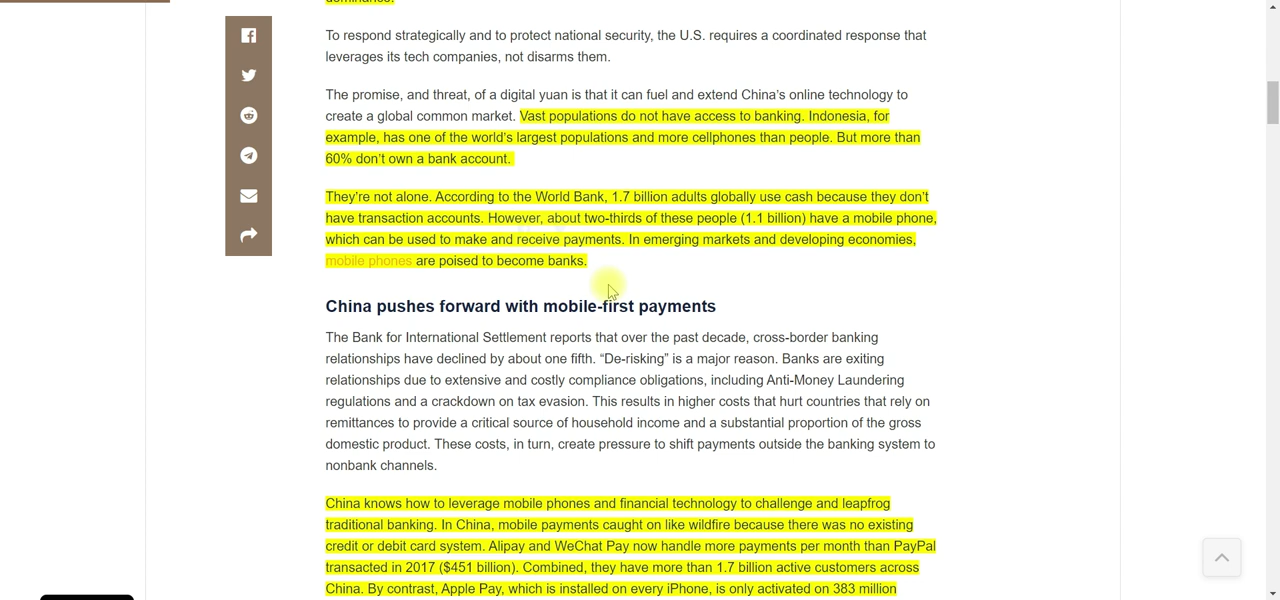 dominance.
To respond strategically and to protect national security, the U.S. requires a coordinated response that
leverages its tech companies, not disarms them.
The promise, and threat, of a digital yuan is that it can fuel and extend China’s online technology to
create a global common market. Vast populations do not have access to banking. Indonesia, for
example, has one of the world’s largest populations and more cellphones than people. But more than
60% don’t own a bank account.
They’re not alone. According to the World Bank, 1.7 billion adults globally use cash because they don’t
have transaction accounts. However, about two-thirds of these people (1.1 billion) have a mobile phone,
which can be used to make and receive payments. In emerging markets and developing economies,
mobile phones are poised to become banks.
China pushes forward with mobile-first payments
The Bank for International Settlement reports that over the past decade, cross-border banking
relationships have declined by about one fifth. “De-risking” is a major reason. Banks are exiting
relationships due to extensive and costly compliance obligations, including Anti-Money Laundering
regulations and a crackdown on tax evasion. This results in higher costs that hurt countries that rely on
remittances to provide a critical source of household income and a substantial proportion of the gross
domestic product. These costs, in turn, create pressure to shift payments outside the banking system to
nonbank channels.
China knows how to leverage mobile phones and financial technology to challenge and leapfrog
traditional banking. In China, mobile payments caught on like wildfire because there was no existing
credit or debit card system. Alipay and WeChat Pay now handle more payments per month than PayPal
transacted in 2017 ($451 billion). Combined, they have more than 1.7 billion active customers across
China. By contrast, Apple Pay, which is installed on every iPhone, is only activated on 383 million